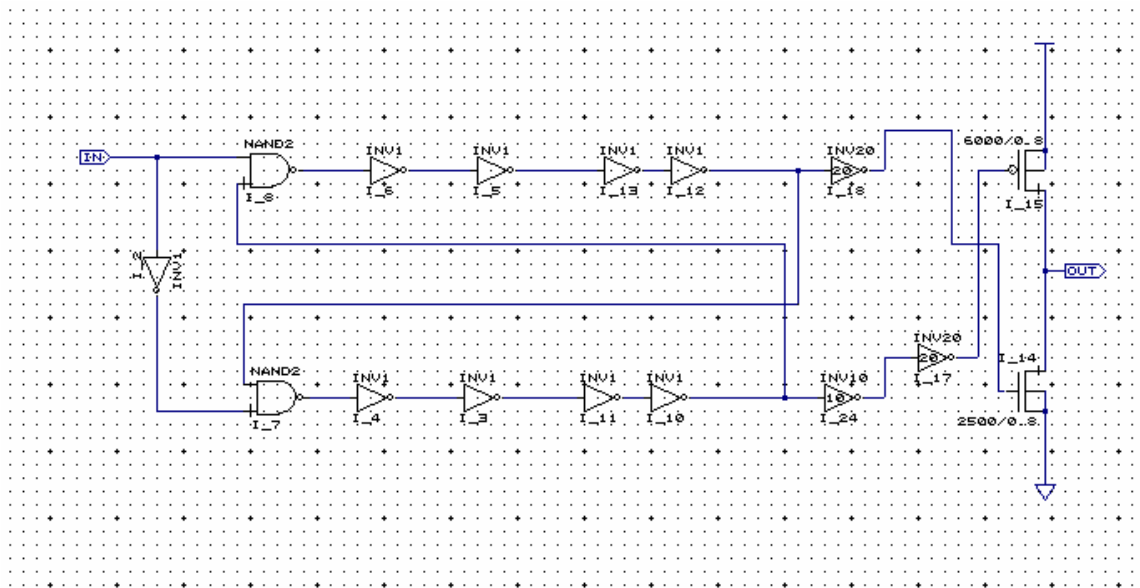 NAND2
IN
I_8
INV1
I_6
INV1
I_5
INV1
I_13
INV1
I_12
INV20
20
I_18
6000/0.8
I_15
I_2
INV1
OUT
NAND2
I_7
INV1
I_4
INV1
I_3
INV1
I_11
INV1
I_10
INV10
10
I_24
INV20
20
I_17
I_14
2500/0.8